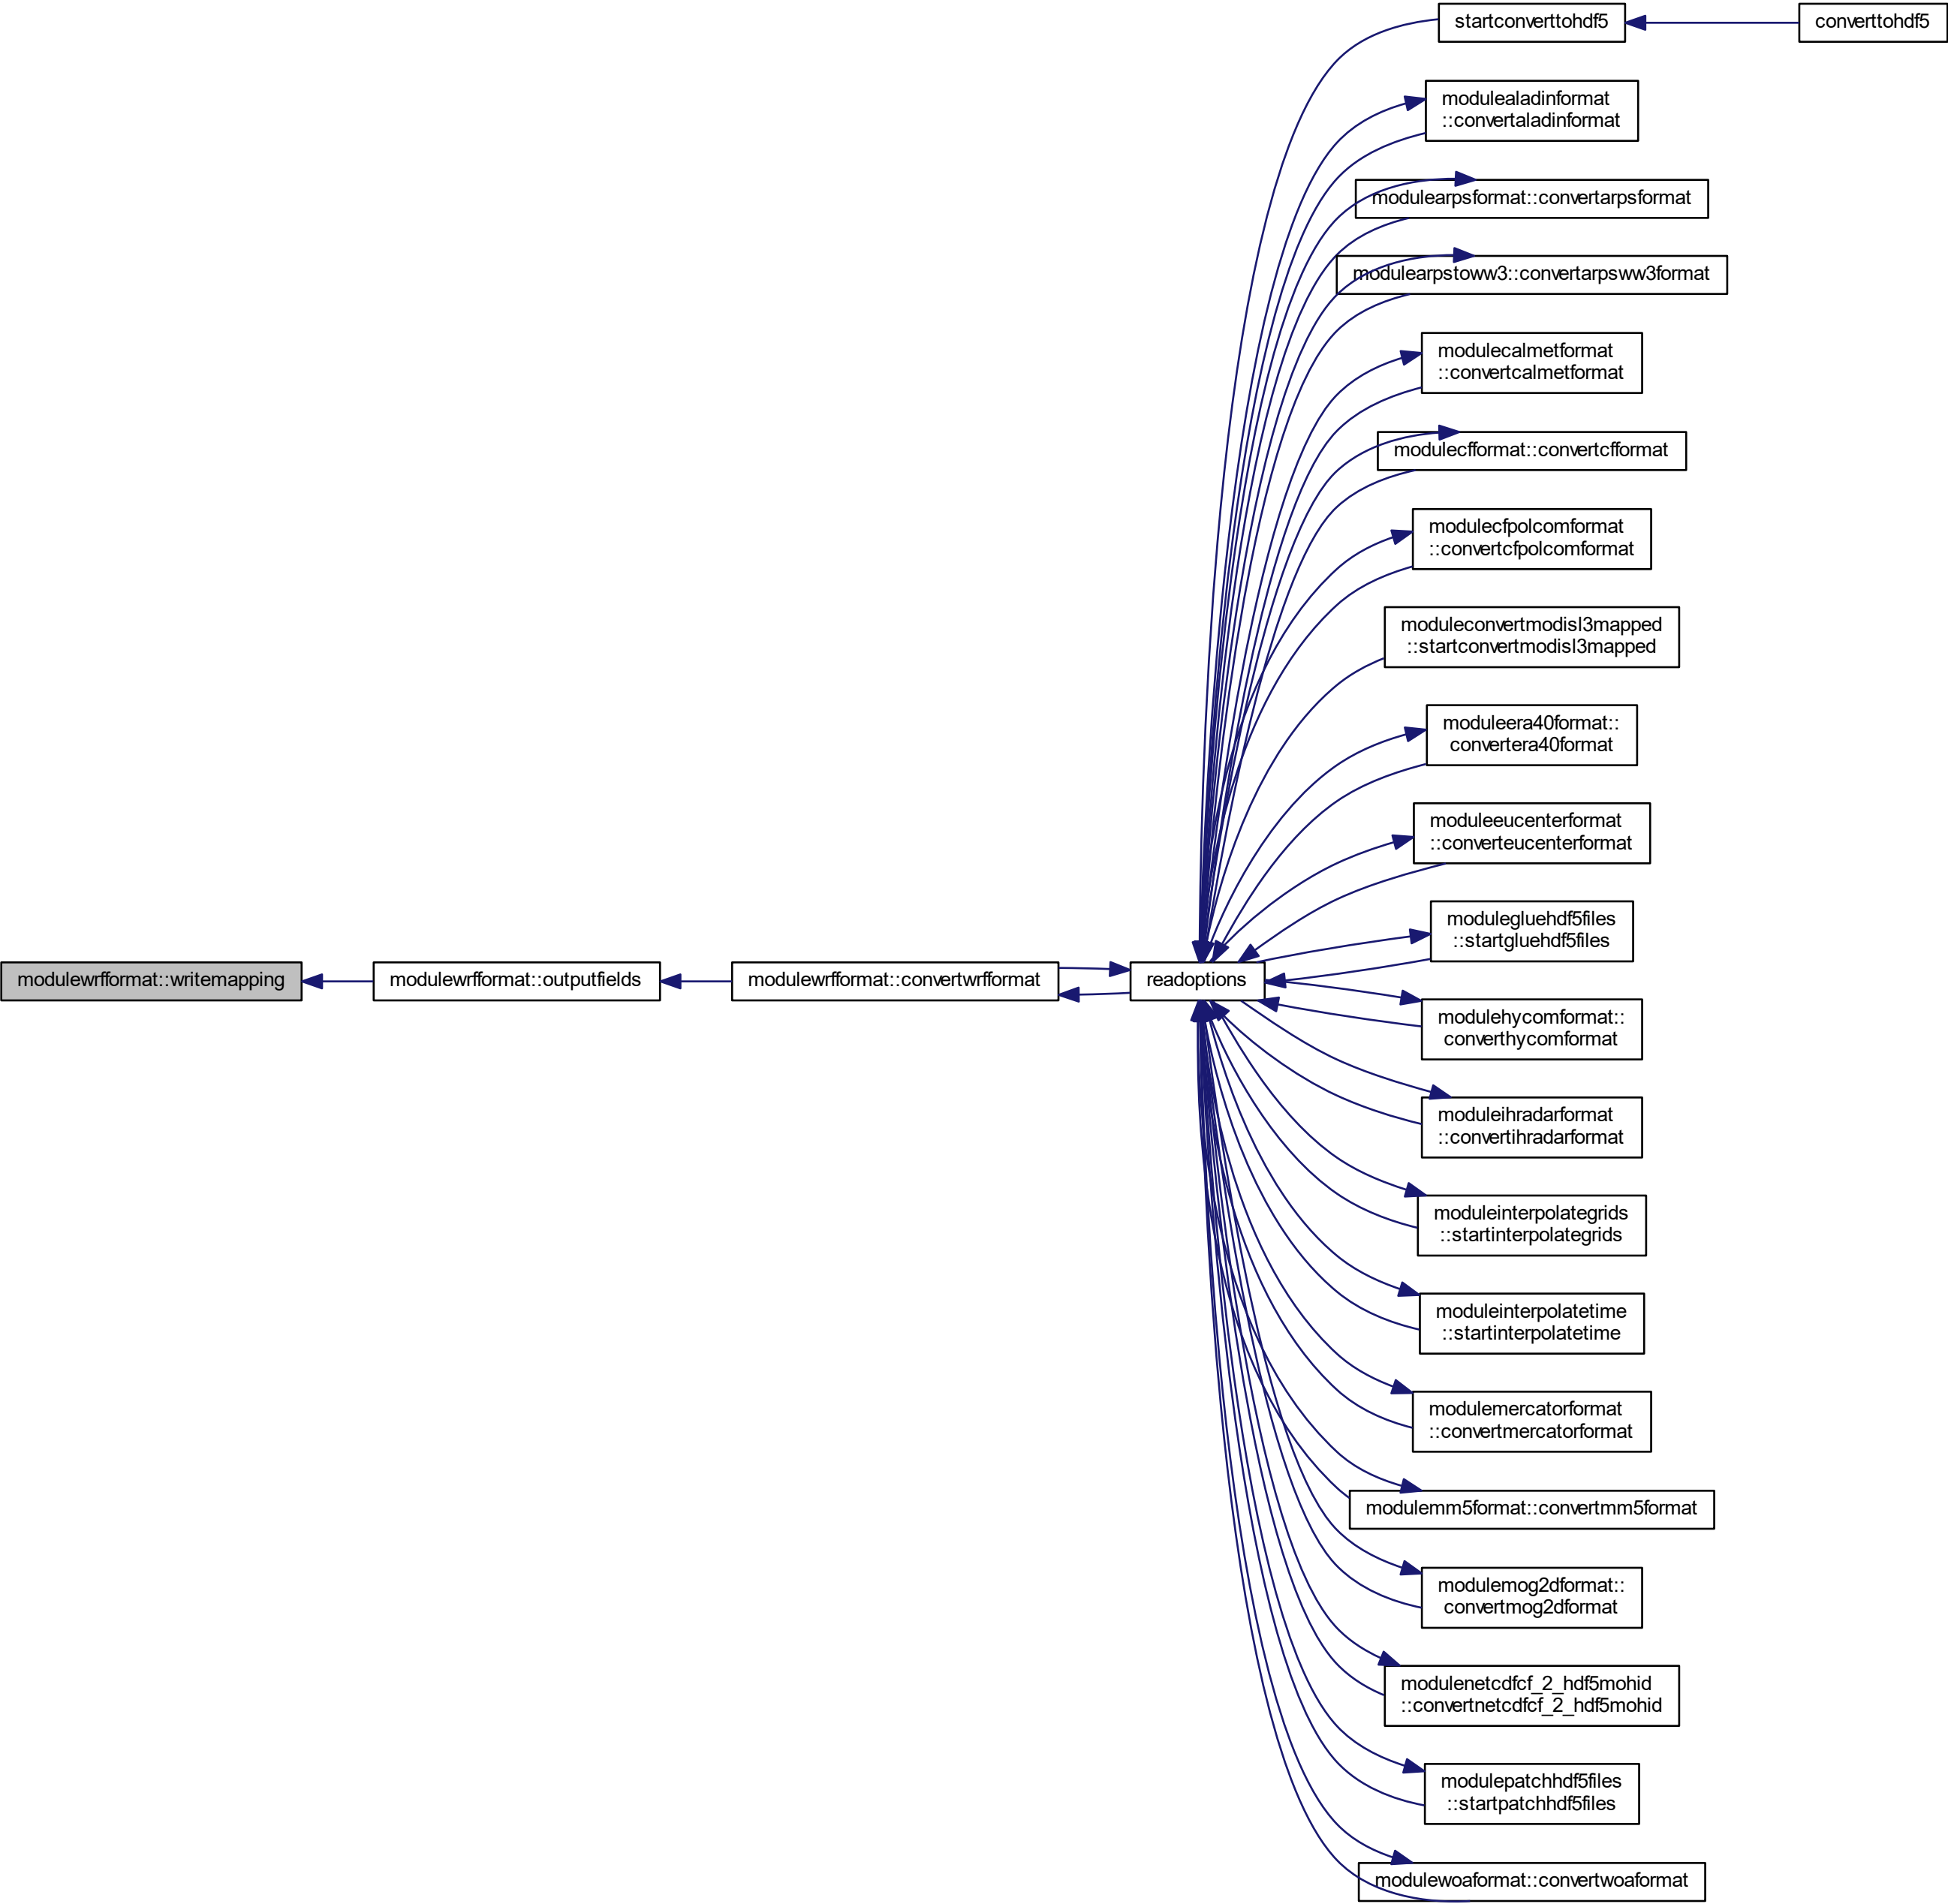 startconverttohdf5
converttohdf5
modulealadinformat
::convertaladinformat
modulearpsformat::convertarpsformat
modulearpstoww3::convertarpsww3format
modulecalmetformat
::convertcalmetformat
modulecfformat::convertcfformat
modulecfpolcomformat
::convertcfpolcomformat
moduleconvertmodisl3mapped
::startconvertmodisl3mapped
moduleera40format::
convertera40format
moduleeucenterformat
::converteucenterformat
modulegluehdf5files
::startgluehdf5files
modulewrfformat::writemapping
modulewrfformat::outputfields
modulewrfformat::convertwrfformat
readoptions
modulehycomformat::
converthycomformat
moduleihradarformat
::convertihradarformat
moduleinterpolategrids
::startinterpolategrids
moduleinterpolatetime
::startinterpolatetime
modulemercatorformat
::convertmercatorformat
modulemm5format::convertmm5format
modulemog2dformat::
convertmog2dformat
modulenetcdfcf_2_hdf5mohid
::convertnetcdfcf_2_hdf5mohid
modulepatchhdf5files
::startpatchhdf5files
modulewoaformat::convertwoaformat